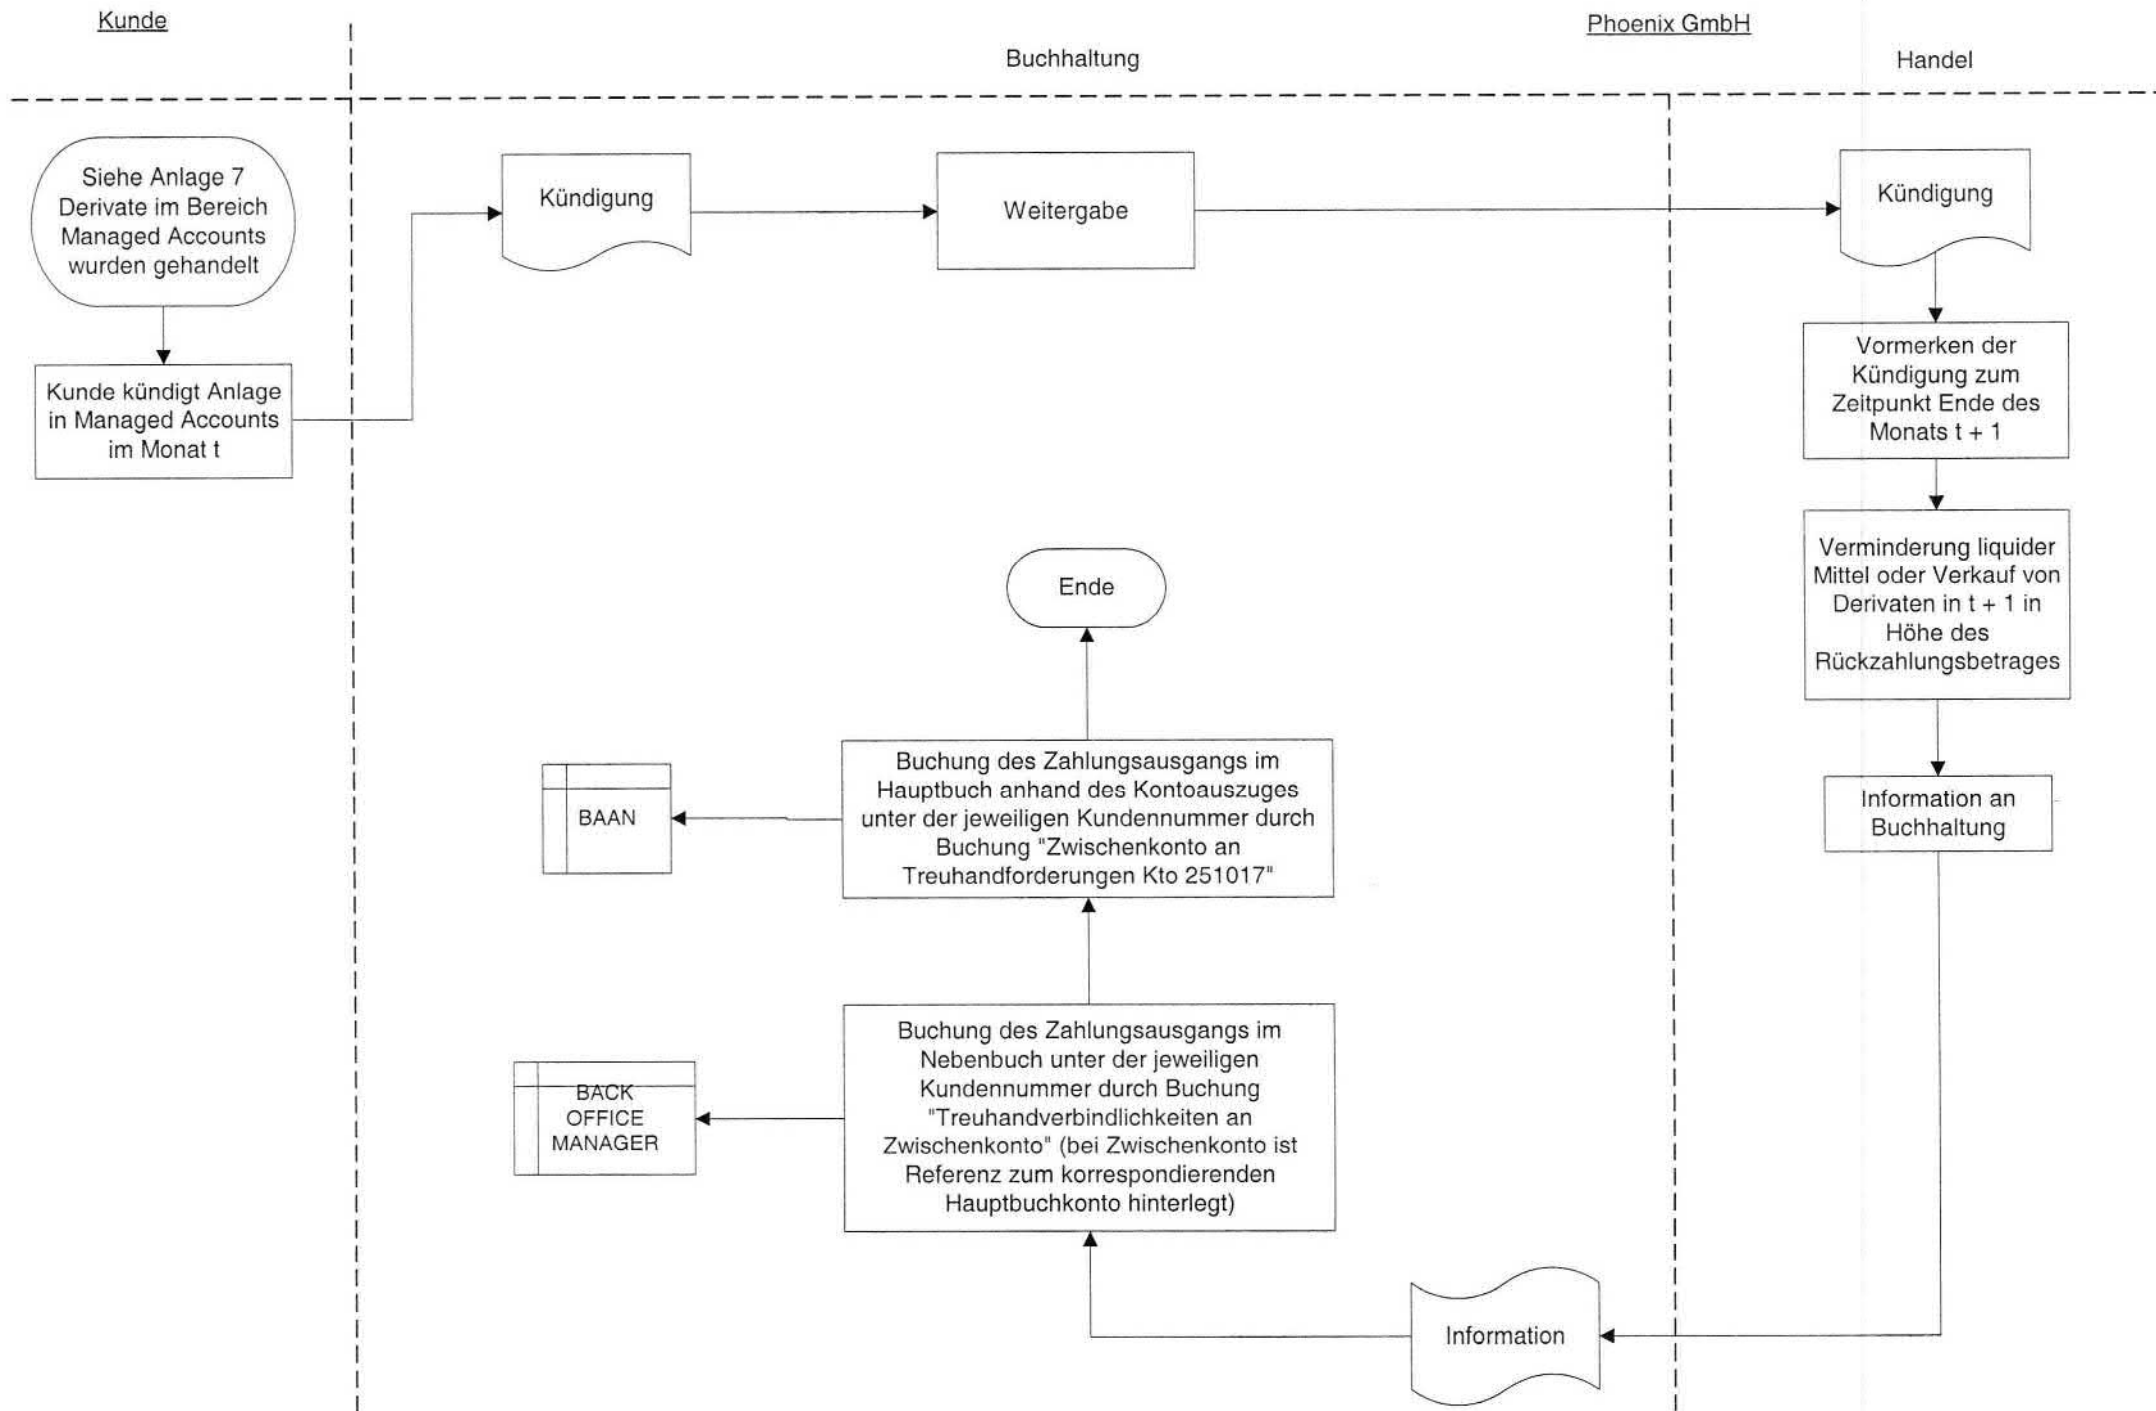 Kunde
Phoenix GmbH
Buchhaltung
Handel
Siehe Anlage 7
Derivate im Bereich
Managed Accounts
wurden gehandelt
Kunde kündigt Anlage
in Managed Accounts
im Monat t
Kündigung
Weitergabe
Kündigung
Vormerken der
Kündigung zum
Zeitpunkt Ende des
Monats t + 1
Verminderung liquider
Mittel oder Verkauf von
Derivaten in t + 1 in
Höhe des
Rückzahlungsbetrages
Information an
Buchhaltung
Information
Buchung des Zahlungsausgangs im
Nebenbuch unter der jeweiligen
Kundennummer durch Buchung
"Treuhandverbindlichkeiten an
Zwischenkonto" (bei Zwischenkonto ist
Referenz zum korrespondierenden
Hauptbuchkonto hinterlegt)
BACK
OFFICE
MANAGER
Buchung des Zahlungsausgangs im
Hauptbuch anhand des Kontoauszuges
unter der jeweiligen Kundennummer durch
Buchung "Zwischenkonto an
Treuhandforderungen Kto 251017"
BAAN
Ende